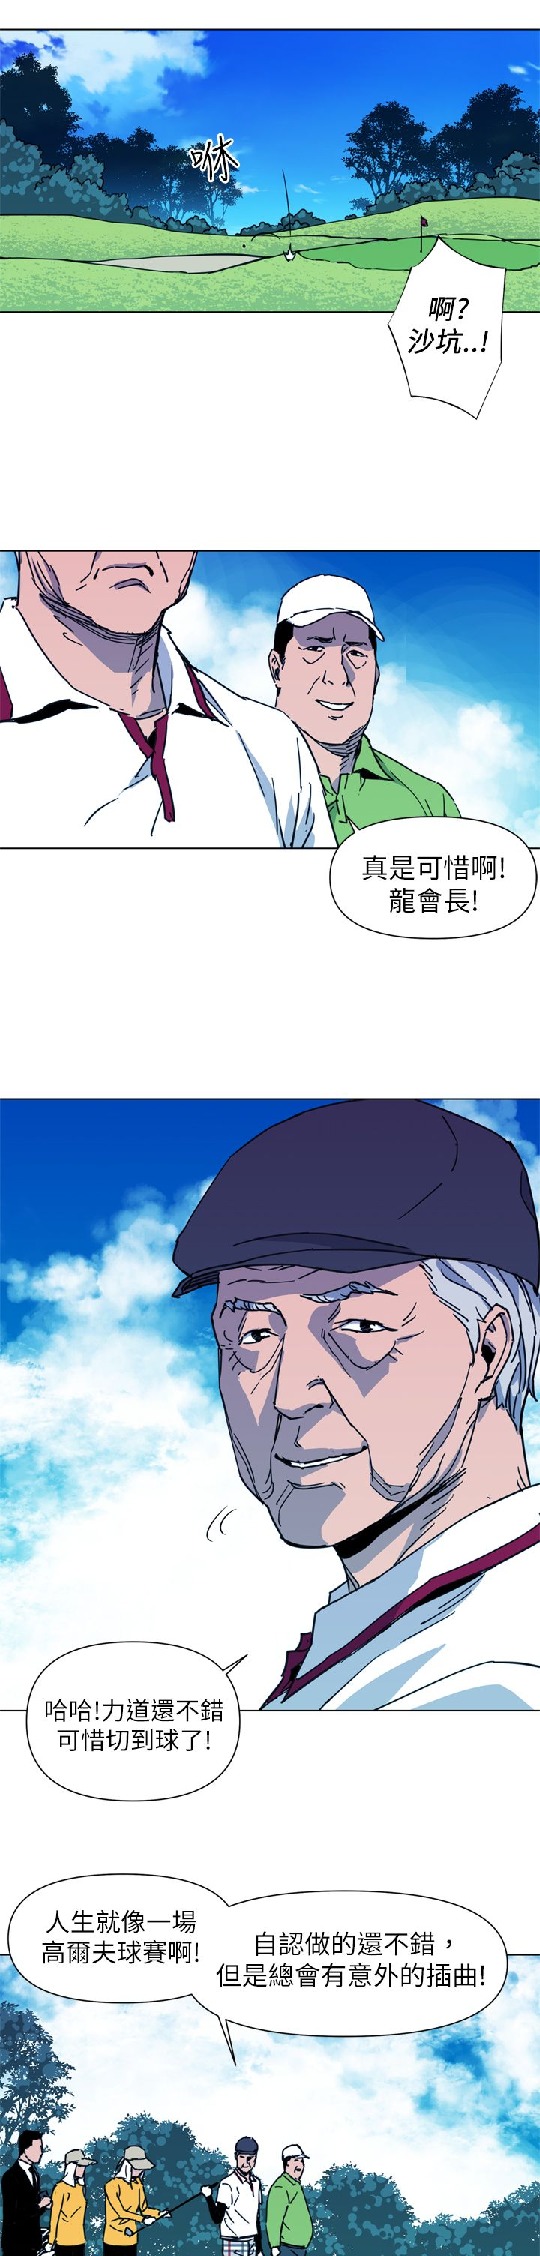 咻
啊?
沙坑..!
真是可惜啊!
龍會長!
哈哈!力道還不錯
可惜切到球了!
人生就像一場
高爾夫球賽啊!
自認做的還不錯，
但是總會有意外的插曲!